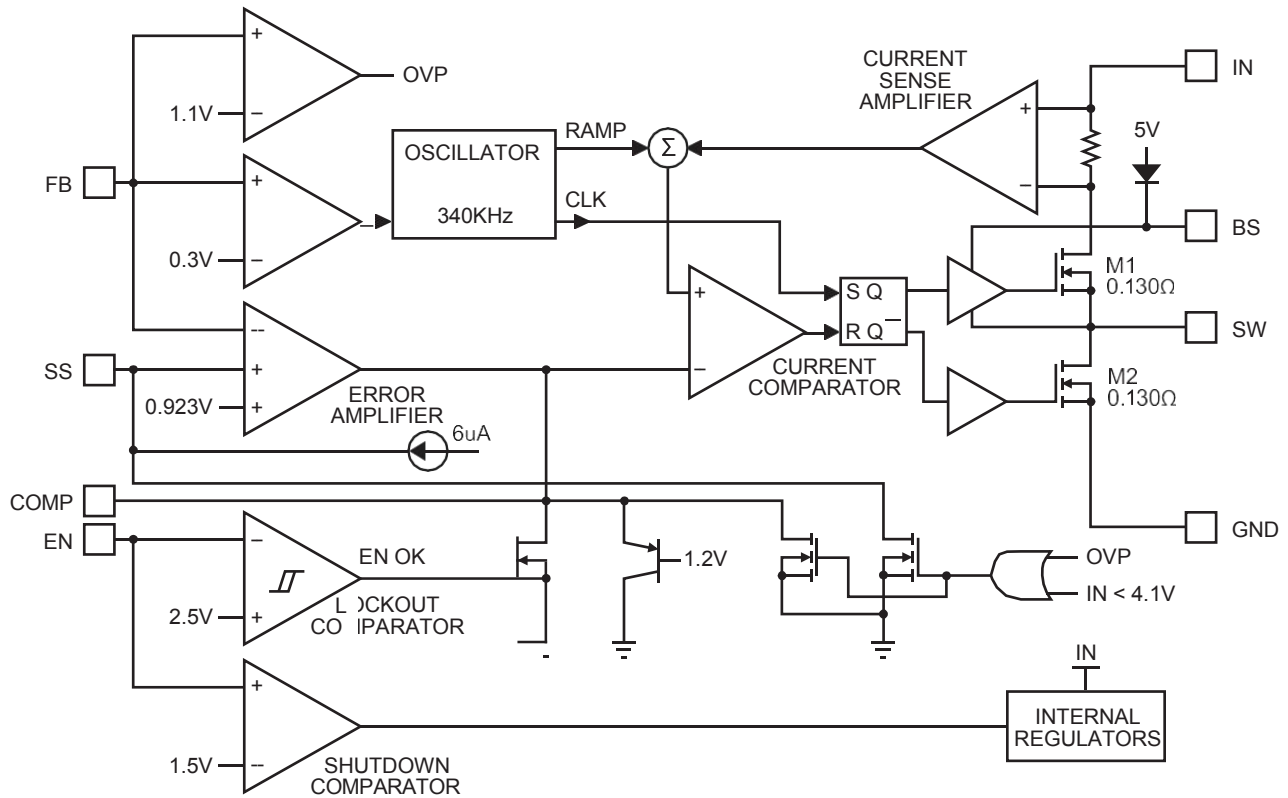 CURRENT
SENSE
AMPLIFIER
IN
+
OVP
5V
1.1V
–
RAMP
Σ
+
FB
+
OSCILLATOR
340KHz
CLK
–
BS
0.3V
–
M1
0.130Ω
+
S Q
R Q
SW
--
SS
+
–
CURRENT
COMPARATOR
M2
0.130Ω
0.923V
+
ERROR
AMPLIFIER
6uA
COMP
EN
–
GND
EN OK
1.2V
OVP
IN < 4.1V
2.5V
+
LOCKOUT
COMPARATOR
IN
+
INTERNAL
REGULATORS
1.5V
--
SHUTDOWN
COMPARATOR